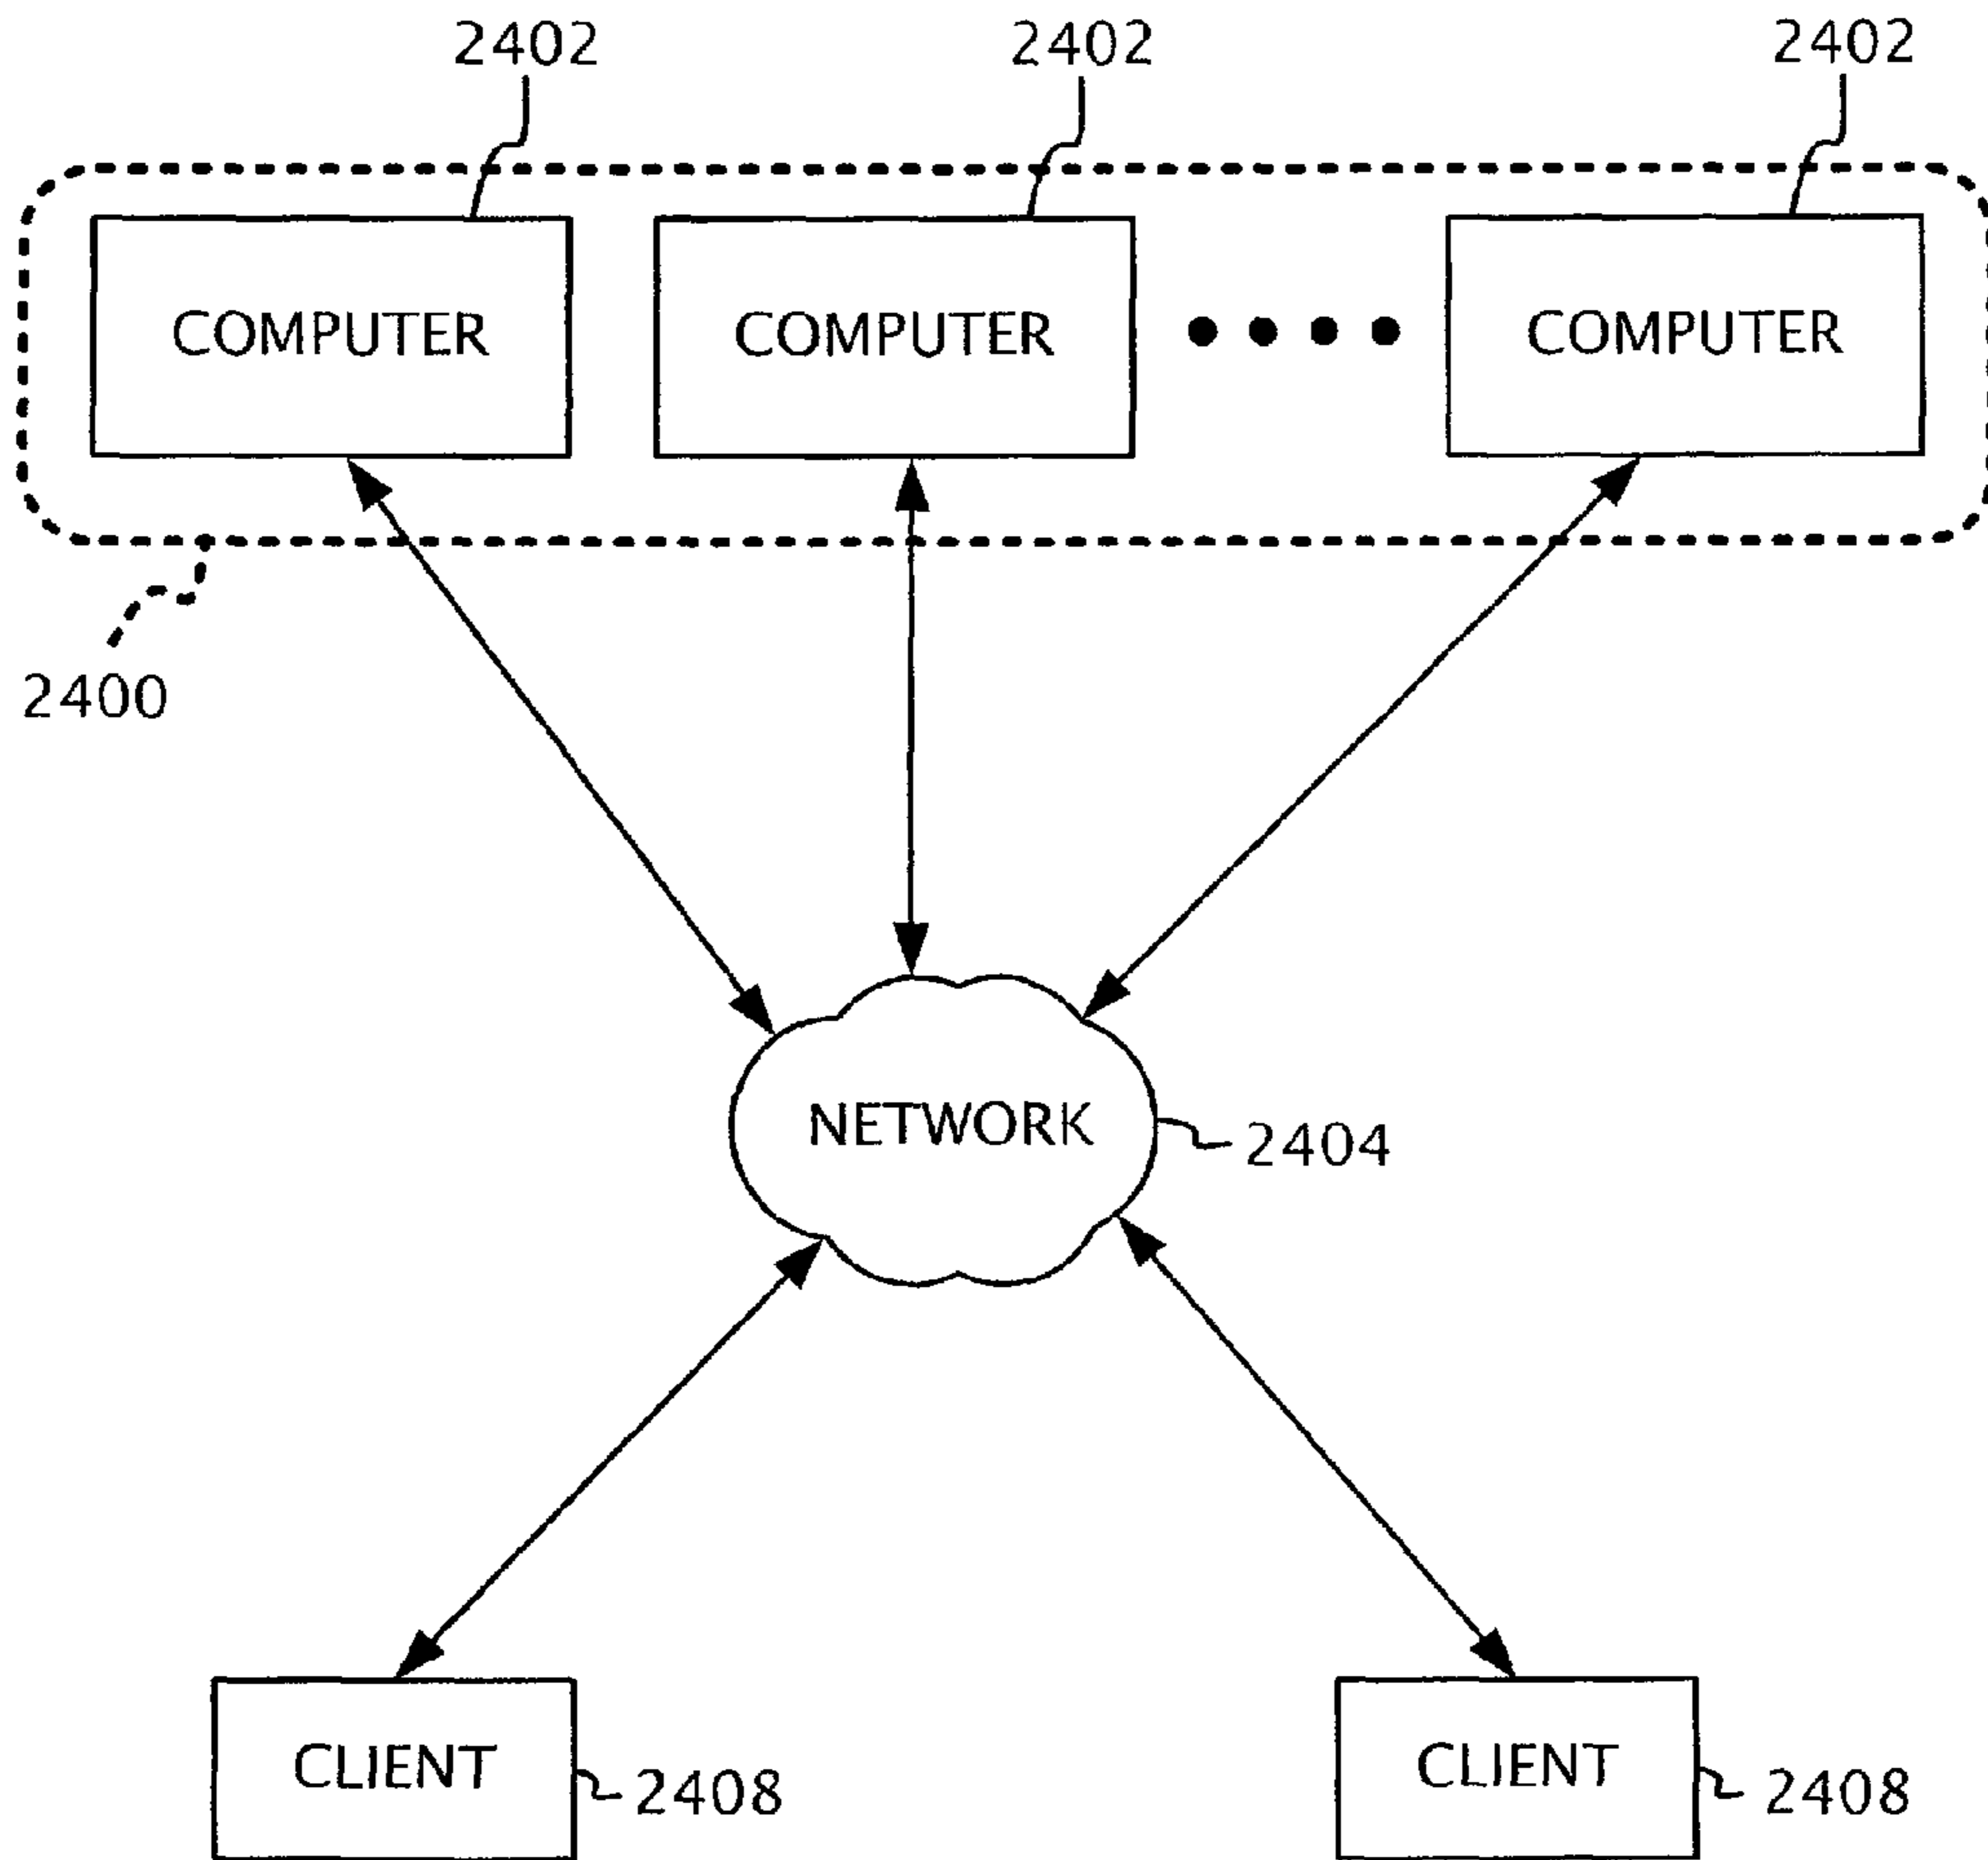 2402 2402 2402
COMPUTER COMPUTER COMPUTER
2400
NETWORK
2404
CLIENT 2408 CLIENT 2408